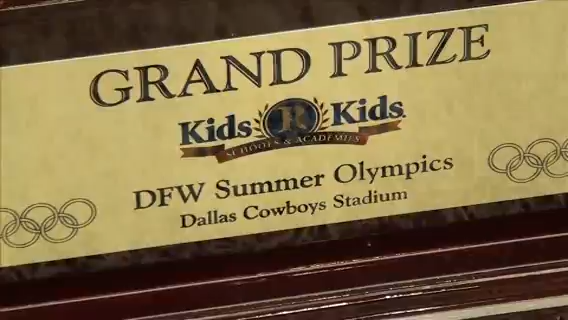 GRAND PRIZE
Kids R Kids
SCHOOLS & ACADEMIES
DFW Summer Olympics
Dallas Cowboys Stadium